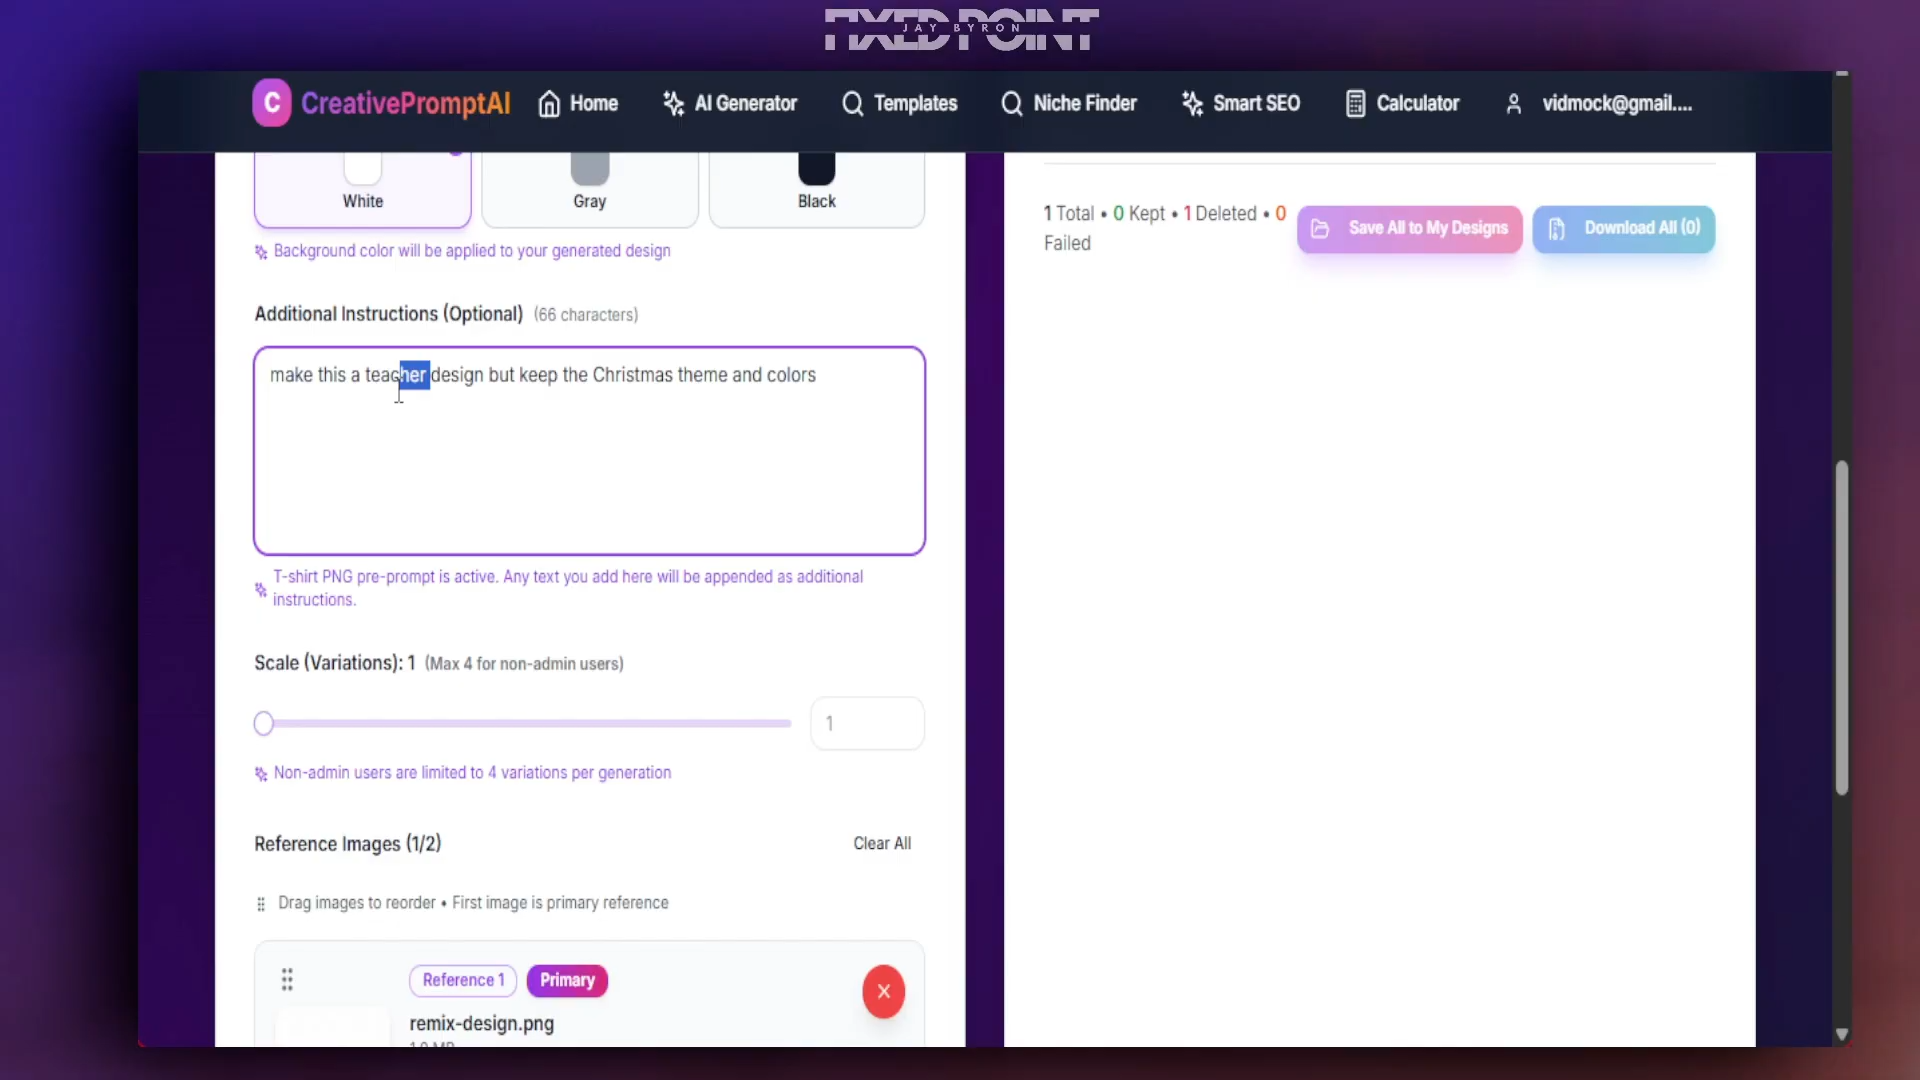 FIXED POINT
JAY BYRON
C CreativePromptAI Home AI Generator Templates Niche Finder Smart SEO Calculator vidmock@gmail....
White Gray Black
Background color will be applied to your generated design
Additional Instructions (Optional) (66 characters)
make this a teacher design but keep the Christmas theme and colors
T-shirt PNG pre-prompt is active. Any text you add here will be appended as additional
instructions.
Scale (Variations): 1 (Max 4 for non-admin users)
1
Non-admin users are limited to 4 variations per generation
Reference Images (1/2) Clear All
Drag images to reorder • First image is primary reference
Reference 1 Primary X
remix-design.png
1 Total • 0 Kept • 1 Deleted • 0
Failed
Save All to My Designs Download All (0)